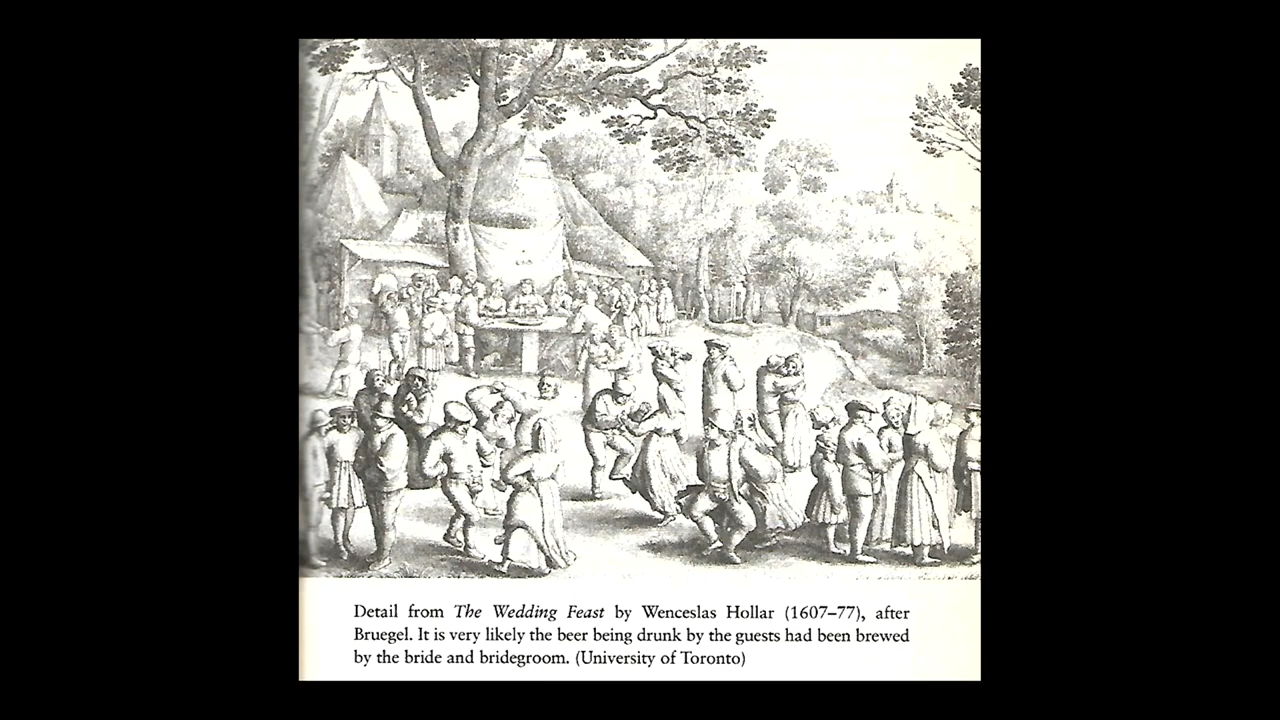 Detail from The Wedding Feast by Wenceslas Hollar (1607–77), after
Bruegel. It is very likely the beer being drunk by the guests had been brewed
by the bride and bridegroom. (University of Toronto)